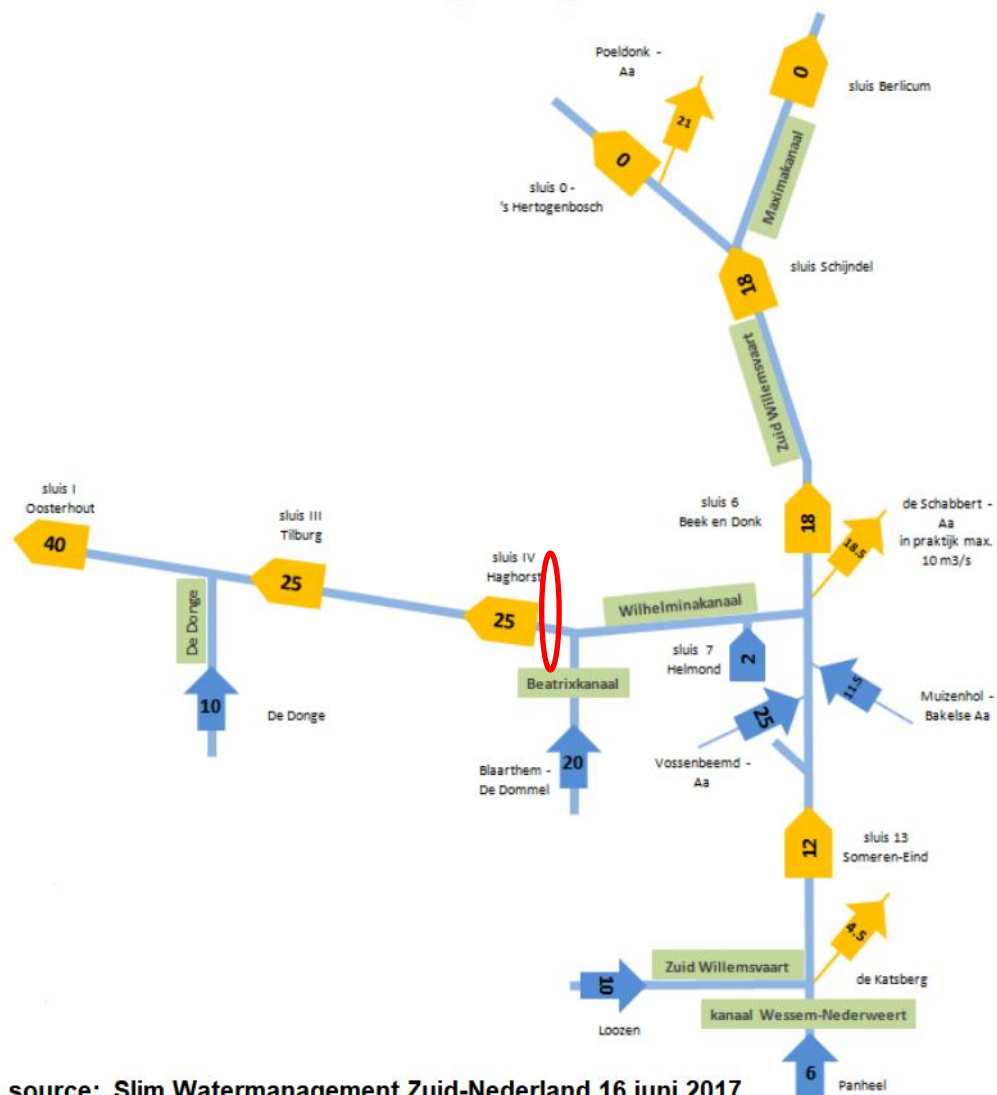 Poeldonk -
Aa
21
0
sluis Berlicum
0
sluis 0 -
's Hertogenbosch
Maximakanaal
sluis Schijndel
18
Zuid Willemsvaart
sluis I
Oosterhout
40
sluis III
Tilburg
25
sluis IV
Haghorst
25
sluis 6
Beek en Donk
18
de Schabbert -
Aa
in praktijk max.
10 m3/s
18.5
Wilhelminakanaal
De Donge
10
De Donge
Beatrixkanaal
sluis 7
Helmond
2
Muizenhol -
Bakelse Aa
11.5
Blaarthem -
De Dommel
20
Vossenbeemd -
Aa
25
12
sluis 13
Someren-Eind
4.5
de Katsberg
Zuid Willemsvaart
10
Loozen
kanaal Wessem-Nederweert
6
Panheel
source: Slim Watermanagement Zuid-Nederland 16 juni 2017